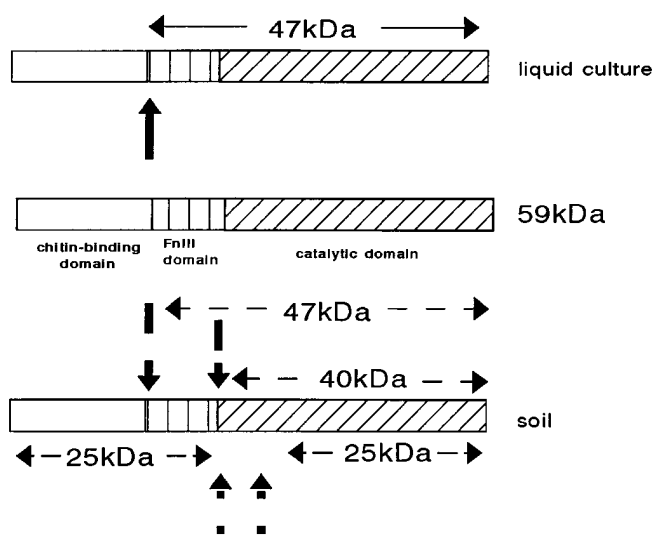 47kDa
liquid culture
59kDa
chitin-binding
domain
FnIII
domain
catalytic domain
47kDa
40kDa
soil
25kDa
25kDa